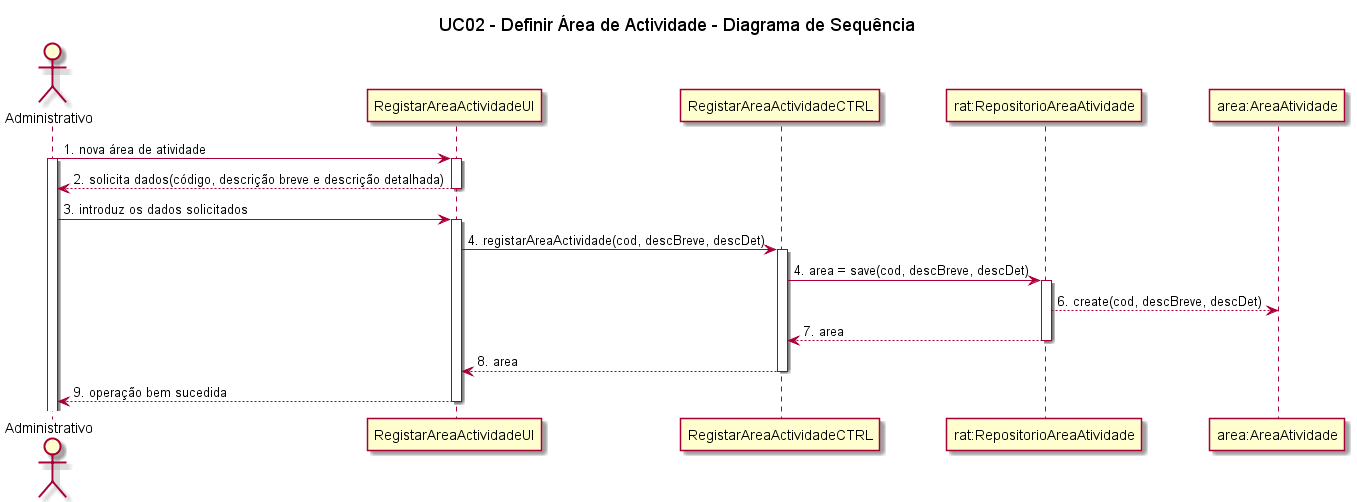 UC02 - Definir Área de Actividade - Diagrama de Sequência
Administrativo
RegistarAreaActividadeUI
RegistarAreaActividadeCTRL
rat:RepositorioAreaAtividade
area:AreaAtividade
1. nova área de atividade
2. solicita dados(código, descrição breve e descrição detalhada)
3. introduz os dados solicitados
4. registarAreaActividade(cod, descBreve, descDet)
4. area = save(cod, descBreve, descDet)
6. create(cod, descBreve, descDet)
7. area
8. area
9. operação bem sucedida
Administrativo
RegistarAreaActividadeUI
RegistarAreaActividadeCTRL
rat:RepositorioAreaAtividade
area:AreaAtividade